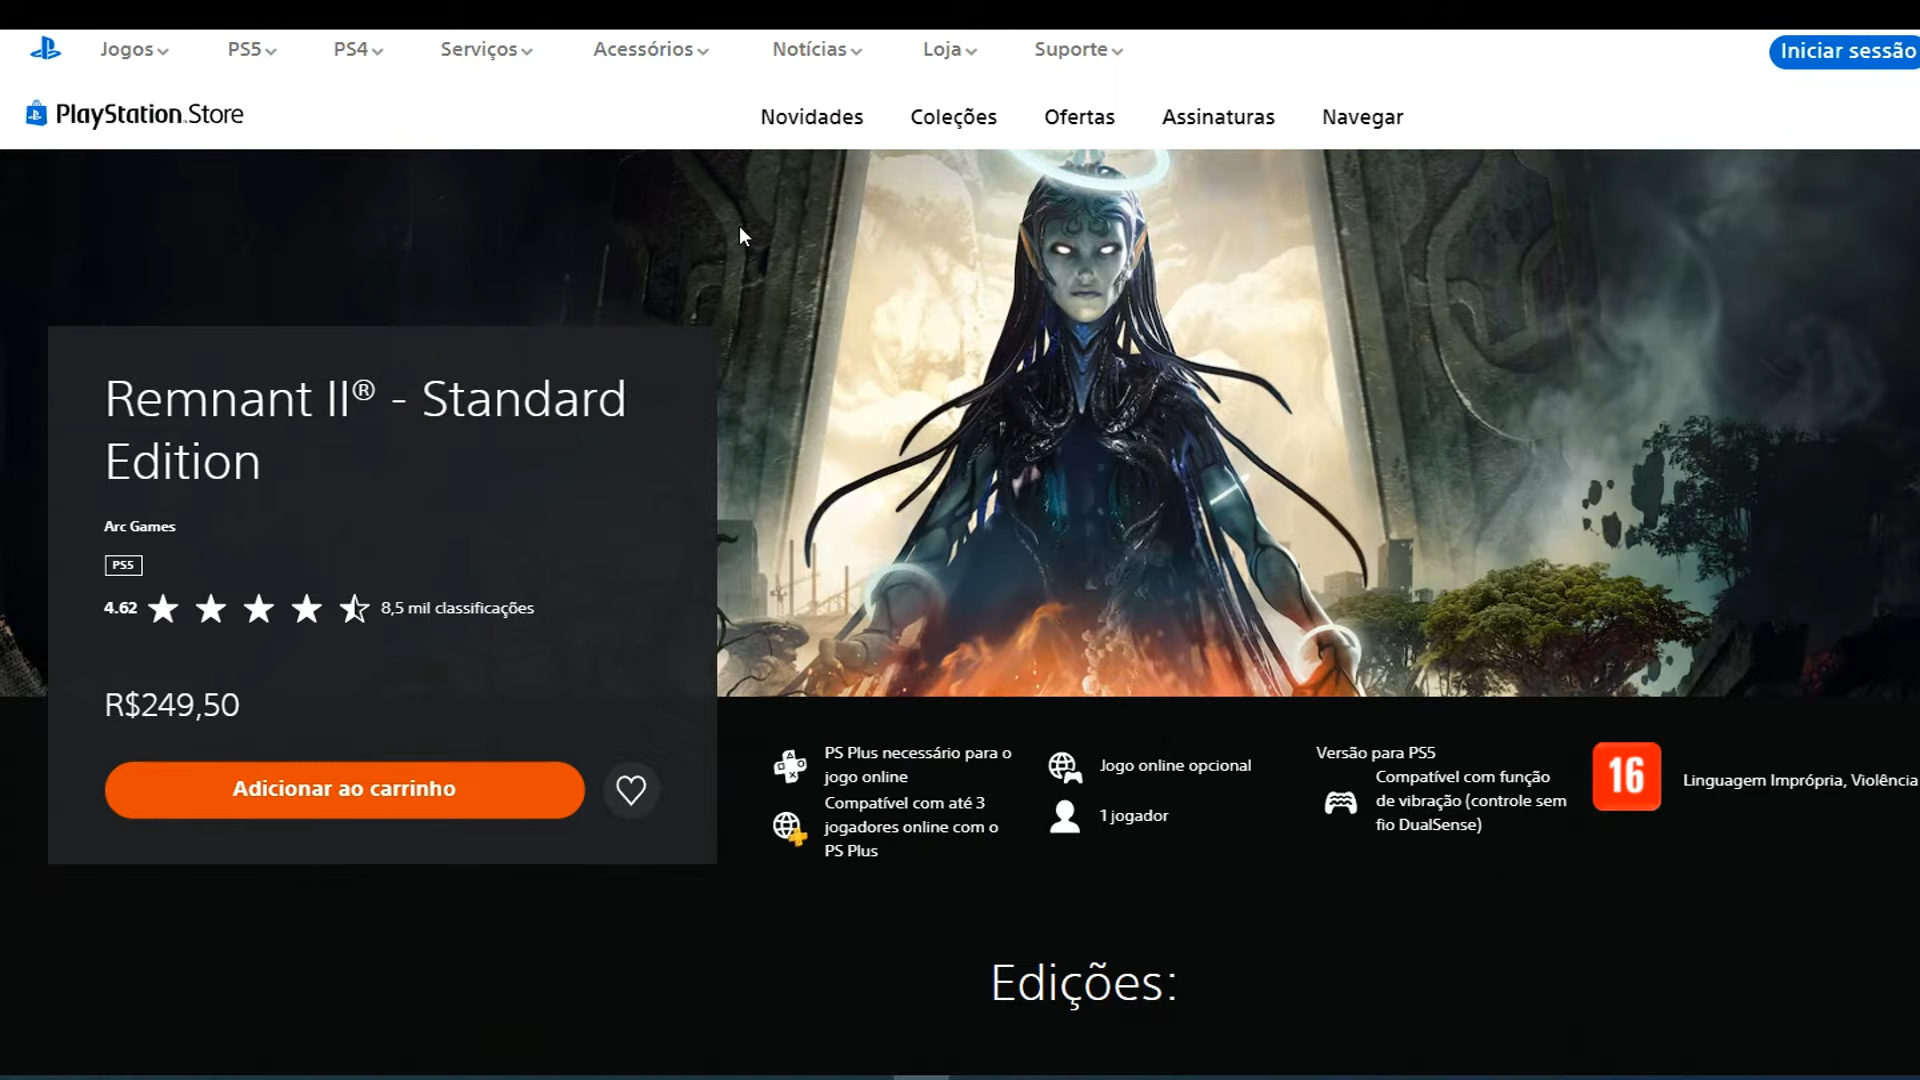 Jogos
PS5
PS4
Serviços
Acessórios
Notícias
Loja
Suporte
Iniciar sessão
PlayStation Store
Novidades
Coleções
Ofertas
Assinaturas
Navegar
Remnant II® - Standard
Edition
Arc Games
PS5
4.62
8,5 mil classificações
R$249,50
Adicionar ao carrinho
PS Plus necessário para o
jogo online
Compatível com até 3
jogadores online com o
PS Plus
Jogo online opcional
1 jogador
Versão para PS5
Compatível com função
de vibração (controle sem
fio DualSense)
16
Linguagem Imprópria, Violência
Edições: